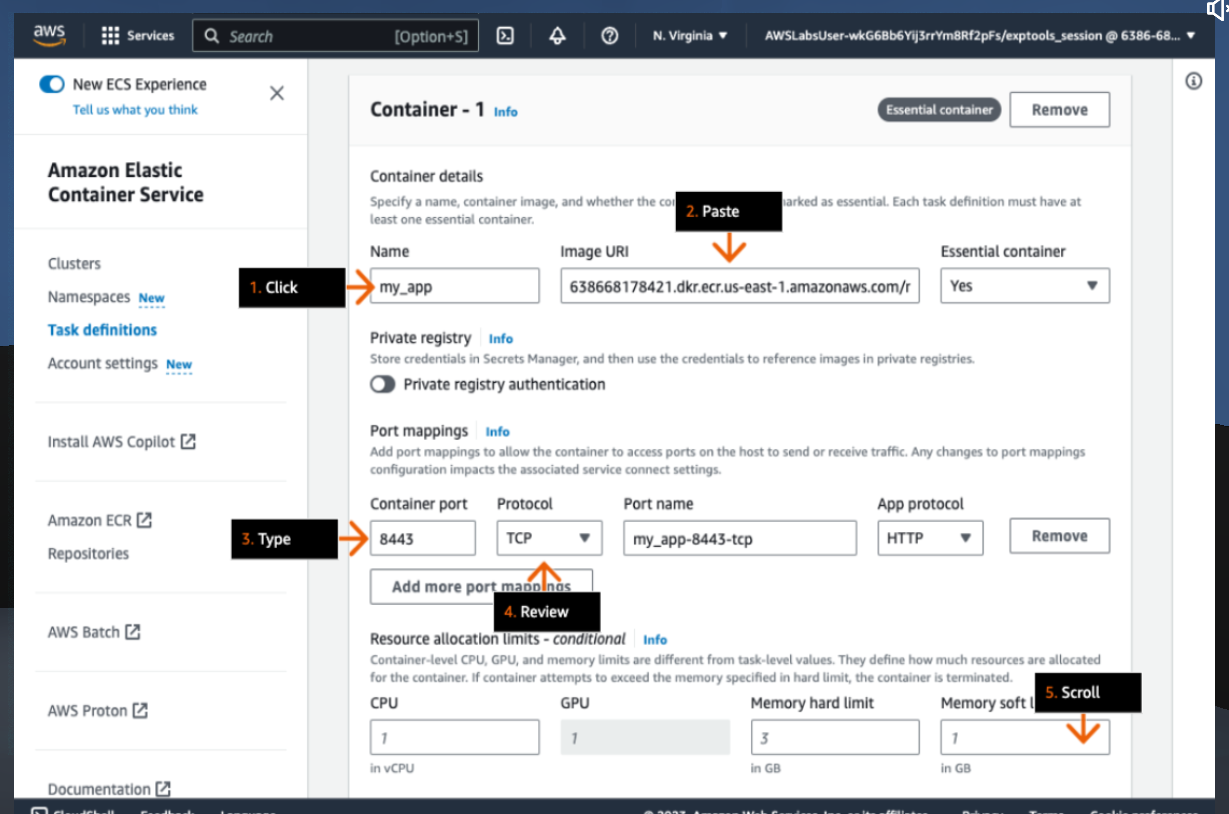 aws
Services
Search
[Option+S]
N. Virginia
AWSLabsUser-wkG6Bb6Yij3rrYm8Rf2pFs/exptools_session @ 6386-68...
New ECS Experience
Tell us what you think
Amazon Elastic
Container Service
Clusters
Namespaces New
Task definitions
Account settings New
Install AWS Copilot
Amazon ECR
Repositories
AWS Batch
AWS Proton
Documentation
Container - 1 Info
Essential container
Remove
Container details
Specify a name, container image, and whether the arked as essential. Each task definition must have at
least one essential container.
2. Paste
Name
Image URI
Essential container
1. Click
my_app
638668178421.dkr.ecr.us-east-1.amazonaws.com/r
Yes
Private registry Info
Store credentials in Secrets Manager, and then use the credentials to reference images in private registries.
Private registry authentication
Port mappings Info
Add port mappings to allow the container to access ports on the host to send or receive traffic. Any changes to port mappings
configuration impacts the associated service connect settings.
Container port
Protocol
Port name
App protocol
3. Type
8443
TCP
my_app-8443-tcp
HTTP
Remove
Add more port mappings
4. Review
Resource allocation limits - conditional Info
Container-level CPU, GPU, and memory limits are different from task-level values. They define how much resources are allocated
for the container. If container attempts to exceed the memory specified in hard limit, the container is terminated.
5. Scroll
CPU
GPU
Memory hard limit
Memory soft l
1
1
3
1
in vCPU
in GB
in GB
CloudShell
Feedback
Language
© 2023, Amazon Web Services, Inc. or its affiliates.
Privacy
Terms
Cookie preferences